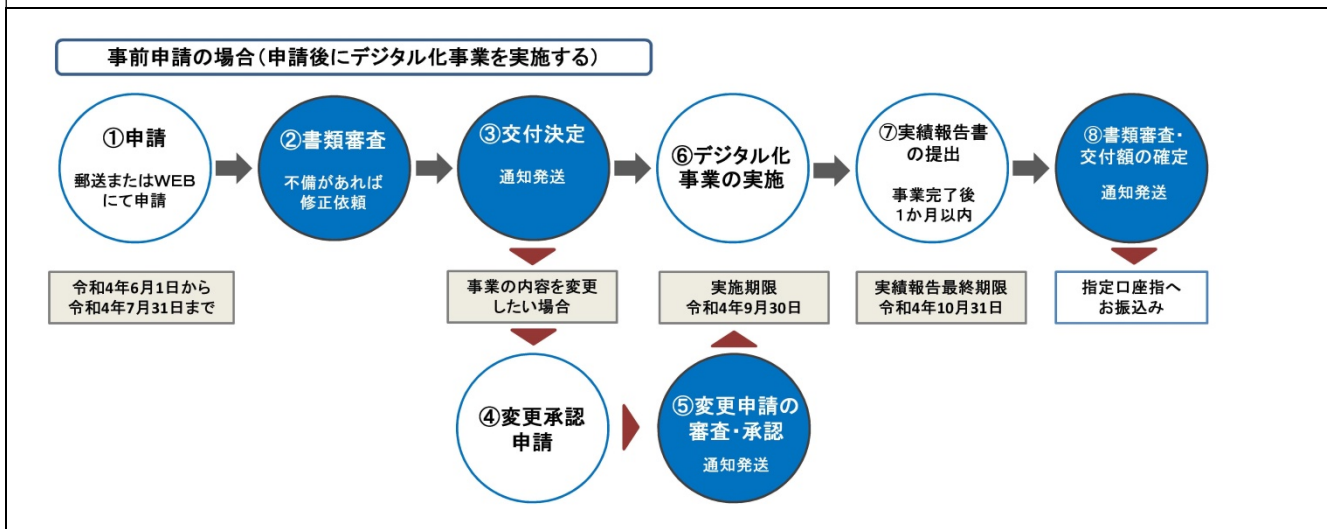 事前申請の場合(申請後にデジタル化事業を実施する)
①申請
郵送またはWEB
にて申請
②書類審査
不備があれば
修正依頼
③交付決定
通知発送
⑥デジタル化
事業の実施
⑦実績報告書
の提出
事業完了後
1か月以内
⑧書類審査・
交付額の確定
通知発送
令和4年6月1日から
令和4年7月31日まで
事業の内容を変更
したい場合
実施期限
令和4年9月30日
実績報告最終期限
令和4年10月31日
指定口座指へ
お振込み
④変更承認
申請
⑤変更申請の
審査・承認
通知発送